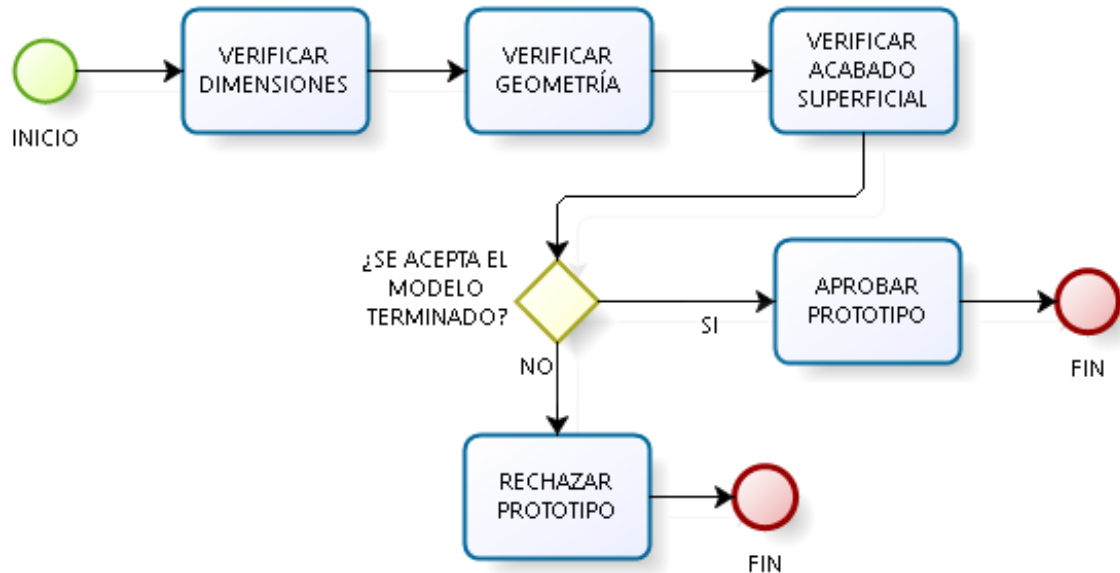 INICIO
VERIFICAR
DIMENSIONES
VERIFICAR
GEOMETRÍA
VERIFICAR
ACABADO
SUPERFICIAL
¿SE ACEPTA EL
MODELO
TERMINADO?
SI
APROBAR
PROTOTIPO
FIN
NO
RECHAZAR
PROTOTIPO
FIN